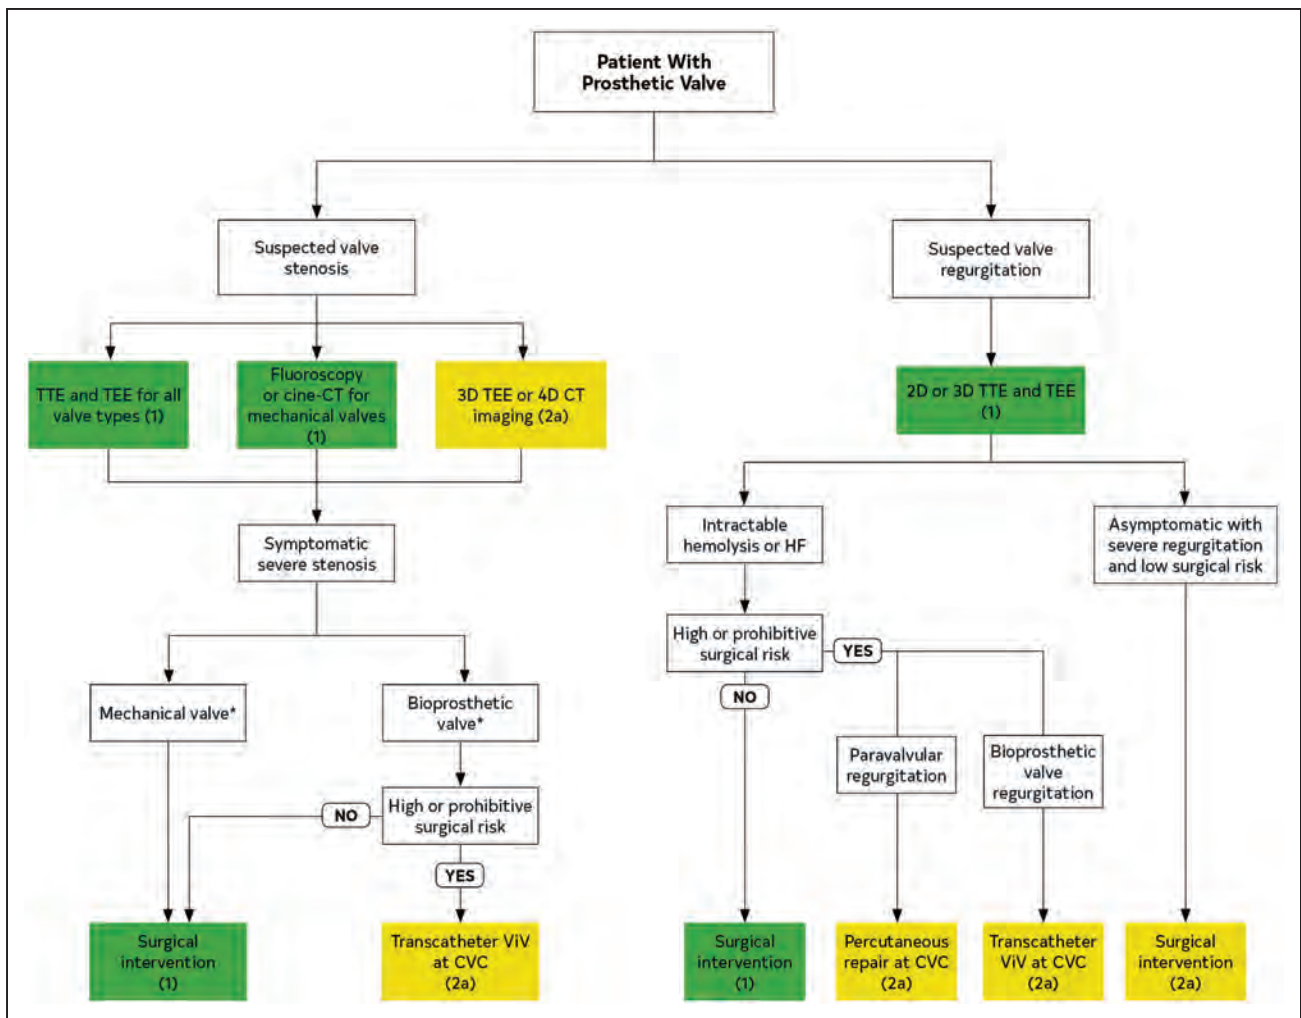 Patient With
Prosthetic Valve
Suspected valve
stenosis
Suspected valve
regurgitation
TTE and TEE for all
valve types (1)
Fluoroscopy
or cine-CT for
mechanical valves
(1)
3D TEE or 4D CT
imaging (2a)
2D or 3D TTE and TEE
(1)
Symptomatic
severe stenosis
Intractable
hemolysis or HF
Asymptomatic with
severe regurgitation
and low surgical risk
High or prohibitive
surgical risk
YES
NO
Mechanical valve*
Bioprosthetic
valve*
Paravalvular
regurgitation
Bioprosthetic
valve
regurgitation
High or prohibitive
surgical risk
NO
YES
Surgical
intervention
(1)
Transcatheter ViV
at CVC
(2a)
Surgical
intervention
(1)
Percutaneous
repair at CVC
(2a)
Transcatheter
ViV at CVC
(2a)
Surgical
intervention
(2a)